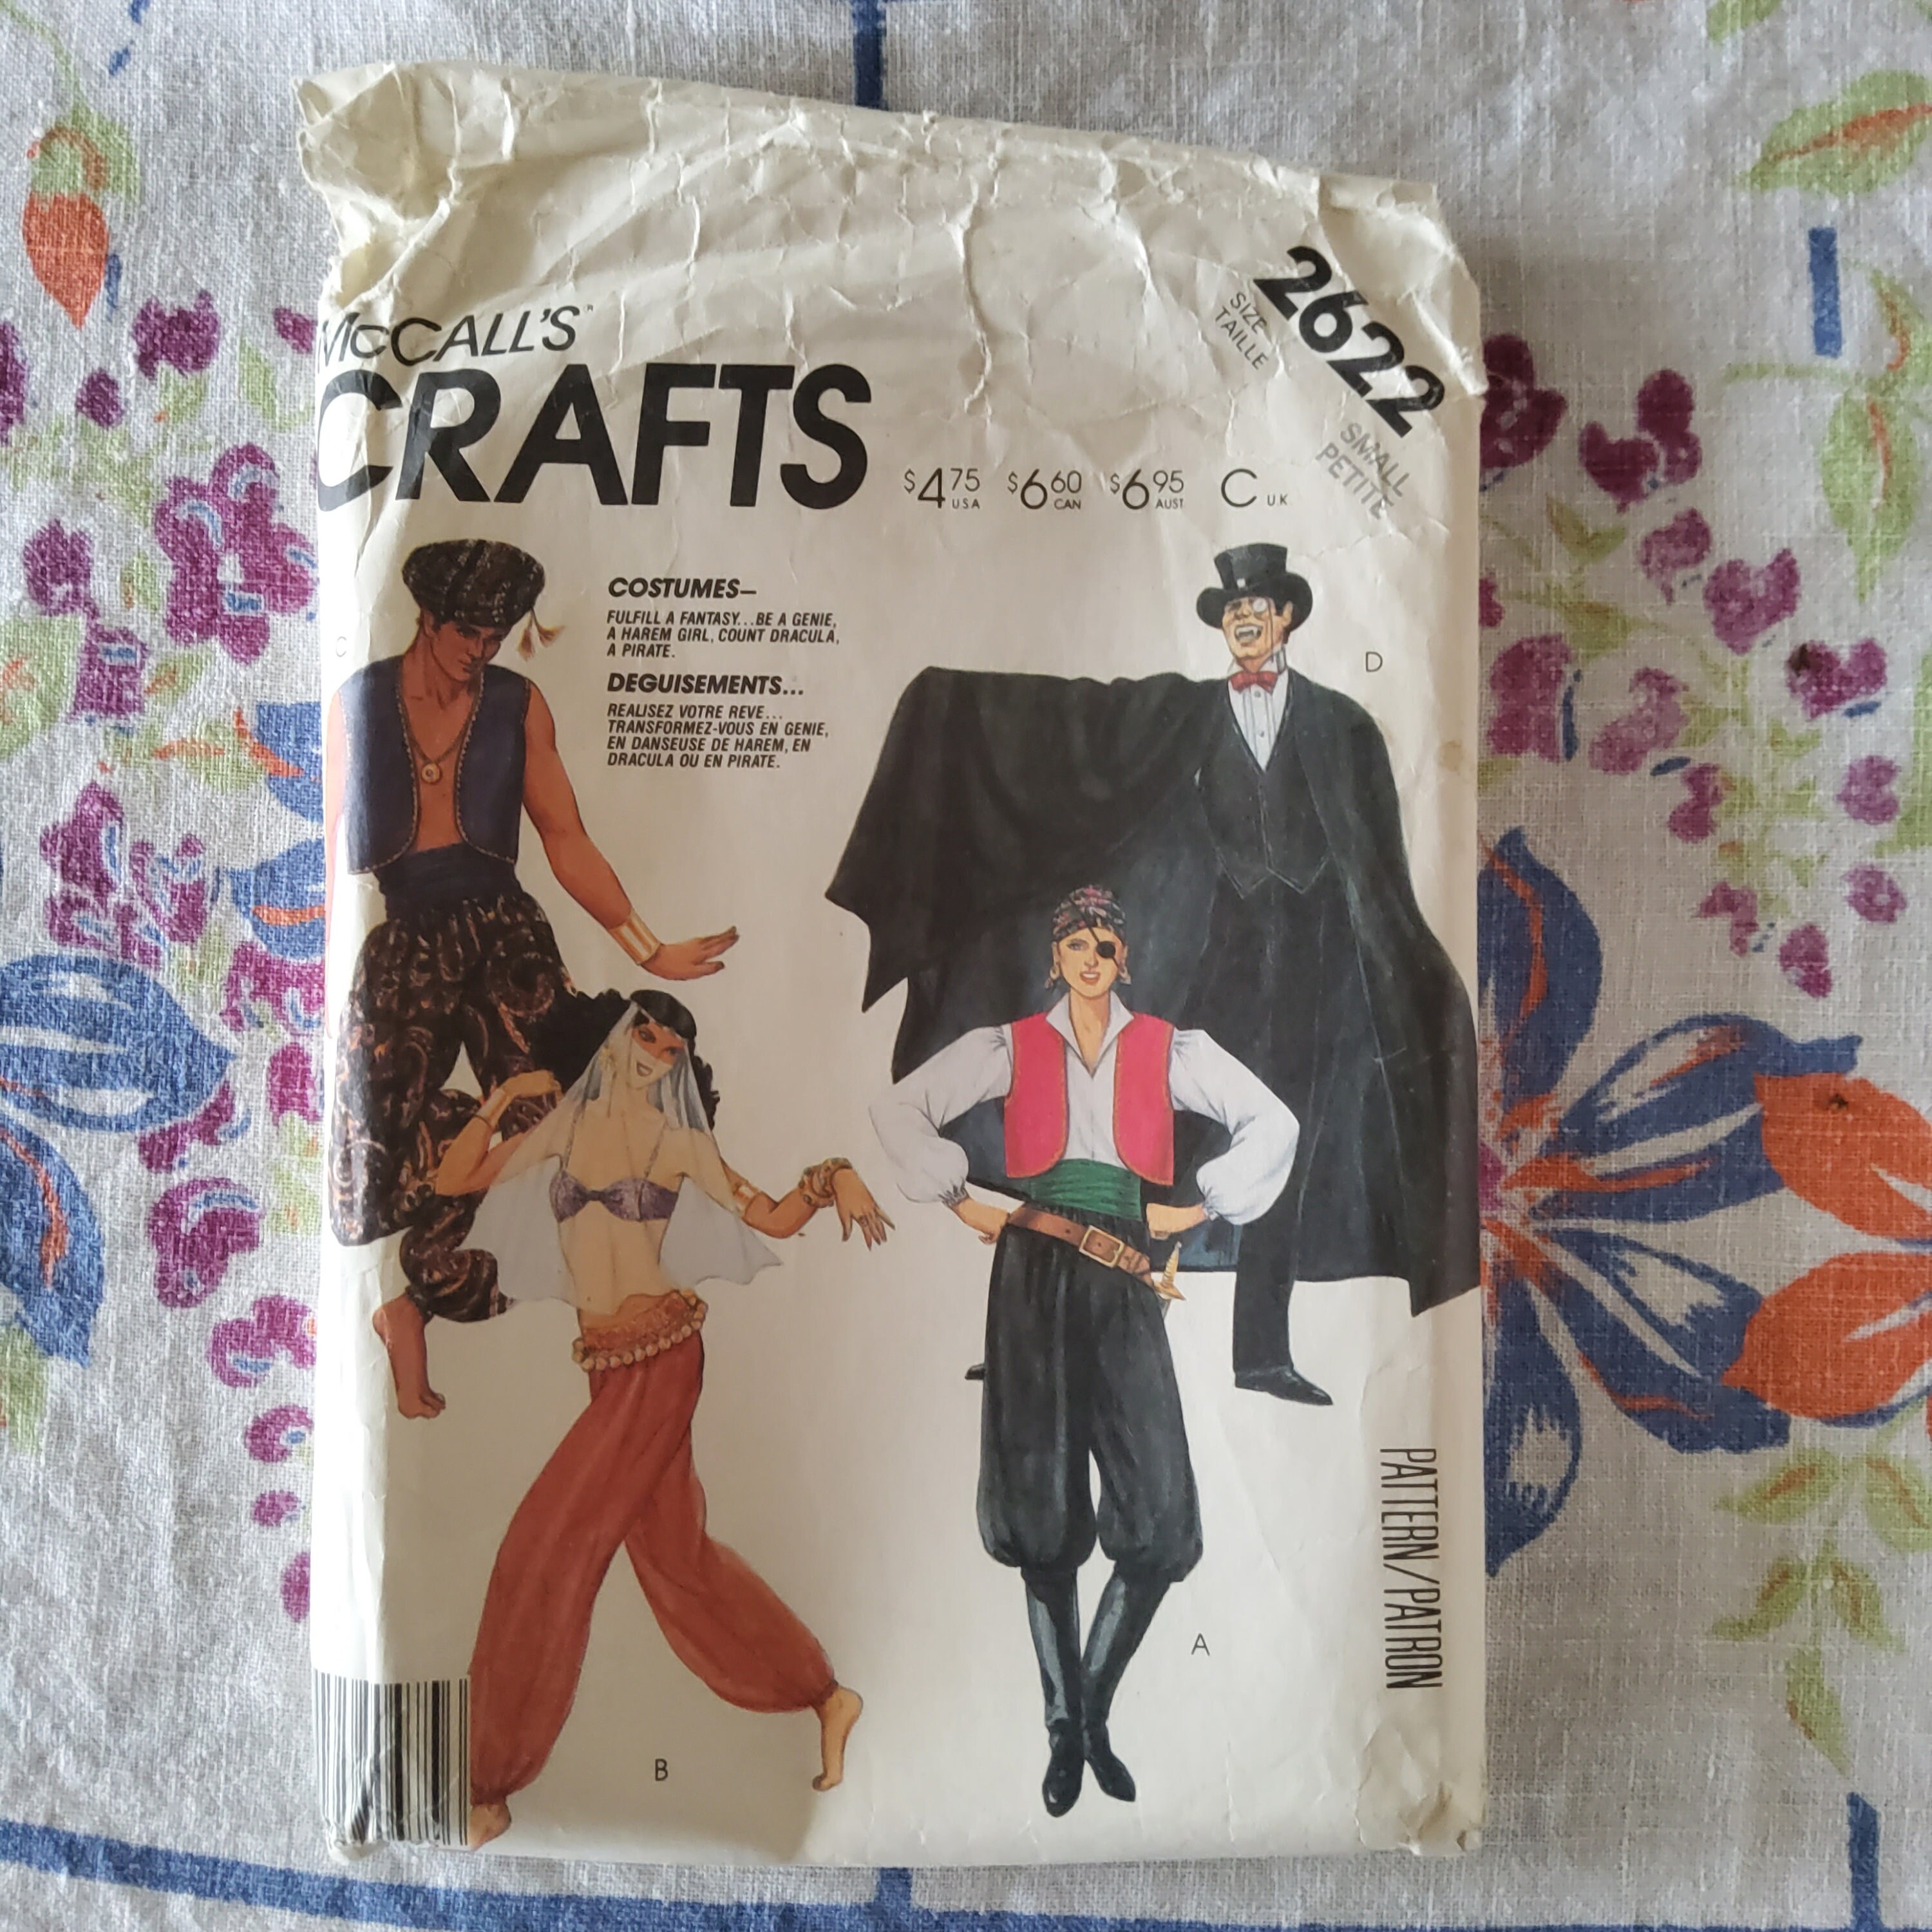 McCALL'S™
CRAFTS
2622
SIZE
TAILLE
SMALL
PETITE
$4.75 USA $6.60 CAN $6.95 AUST C U.K
COSTUMES–
FULFILL A FANTASY...BE A GENIE,
A HAREM GIRL, COUNT DRACULA,
A PIRATE.
DEGUISEMENTS...
REALISEZ VOTRE REVE...
TRANSFORMEZ-VOUS EN GENIE,
EN DANSEUSE DE HAREM, EN
DRACULA OU EN PIRATE.
C
D
A
B
PATTERN/PATRON